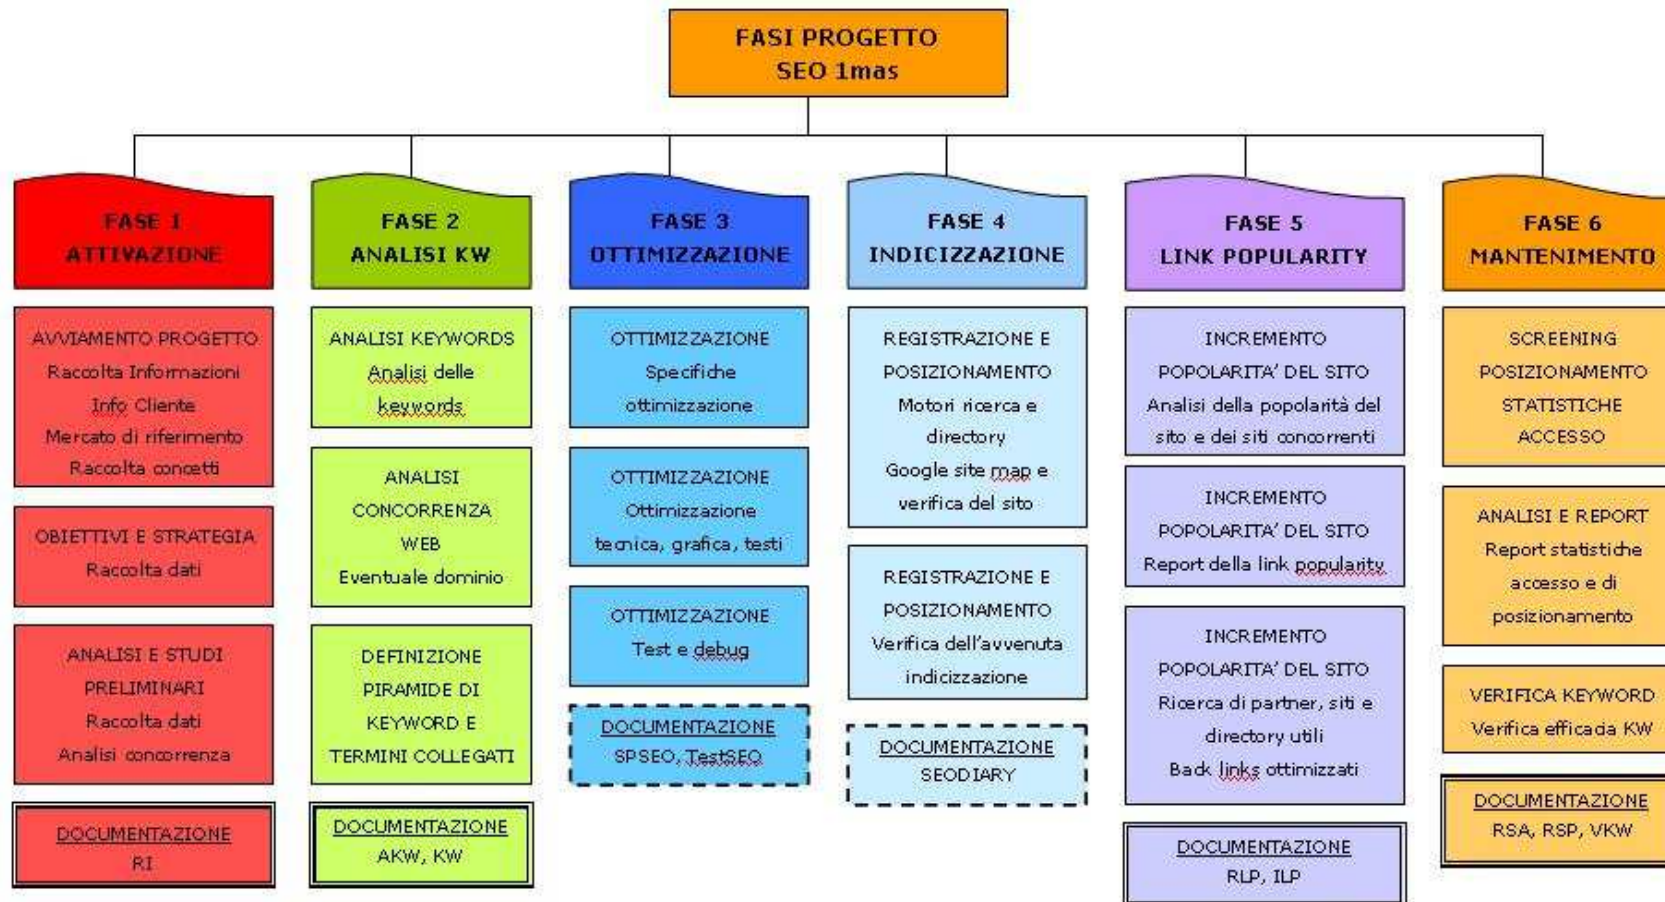 FASI PROGETTO
SEO 1mas
FASE 1
ATTIVAZIONE
AVVIAMENTO PROGETTO
Raccolta Informazioni
Info Cliente
Mercato di riferimento
Raccolta concetti
OBIETTIVI E STRATEGIA
Raccolta dati
ANALISI E STUDI
PRELIMINARI
Raccolta dati
Analisi concorrenza
DOCUMENTAZIONE
RI
FASE 2
ANALISI KW
ANALISI KEYWORDS
Analisi delle
keywords
ANALISI
CONCORRENZA
WEB
Eventuale dominio
DEFINIZIONE
PIRAMIDE DI
KEYWORD E
TERMINI COLLEGATI
DOCUMENTAZIONE
AKW, KW
FASE 3
OTTIMIZZAZIONE
OTTIMIZZAZIONE
Specifiche
ottimizzazione
OTTIMIZZAZIONE
Ottimizzazione
tecnica, grafica, testi
OTTIMIZZAZIONE
Test e debug
DOCUMENTAZIONE
SPSEO, TestSEO
FASE 4
INDICIZZAZIONE
REGISTRAZIONE E
POSIZIONAMENTO
Motori ricerca e
directory
Google site map e
verifica del sito
REGISTRAZIONE E
POSIZIONAMENTO
Verifica dell'avvenuta
indicizzazione
DOCUMENTAZIONE
SEODIARY
FASE 5
LINK POPULARITY
INCREMENTO
POPOLARITA' DEL SITO
Analisi della popolarità del
sito e dei siti concorrenti
INCREMENTO
POPOLARITA' DEL SITO
Report della link popularity
INCREMENTO
POPOLARITA' DEL SITO
Ricerca di partner, siti e
directory utili
Back links ottimizzati
DOCUMENTAZIONE
RLP, ILP
FASE 6
MANTENIMENTO
SCREENING
POSIZIONAMENTO
STATISTICHE
ACCESSO
ANALISI E REPORT
Report statistiche
accesso e di
posizionamento
VERIFICA KEYWORD
Verifica efficacia KW
DOCUMENTAZIONE
RSA, RSP, VKW